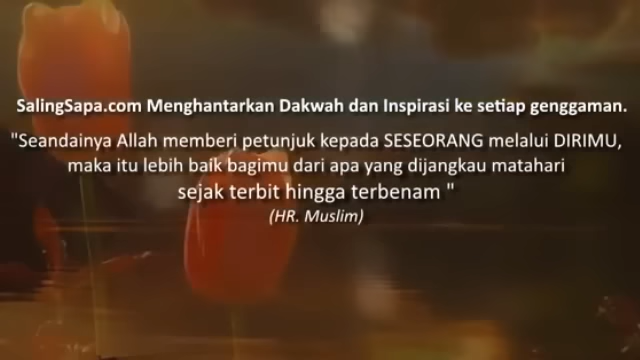 SalingSapa.com Menghantarkan Dakwah dan Inspirasi ke setiap genggaman.
"Seandainya Allah memberi petunjuk kepada SESEORANG melalui DIRIMU,
maka itu lebih baik bagimu dari apa yang dijangkau matahari
sejak terbit hingga terbenam "
(HR. Muslim)